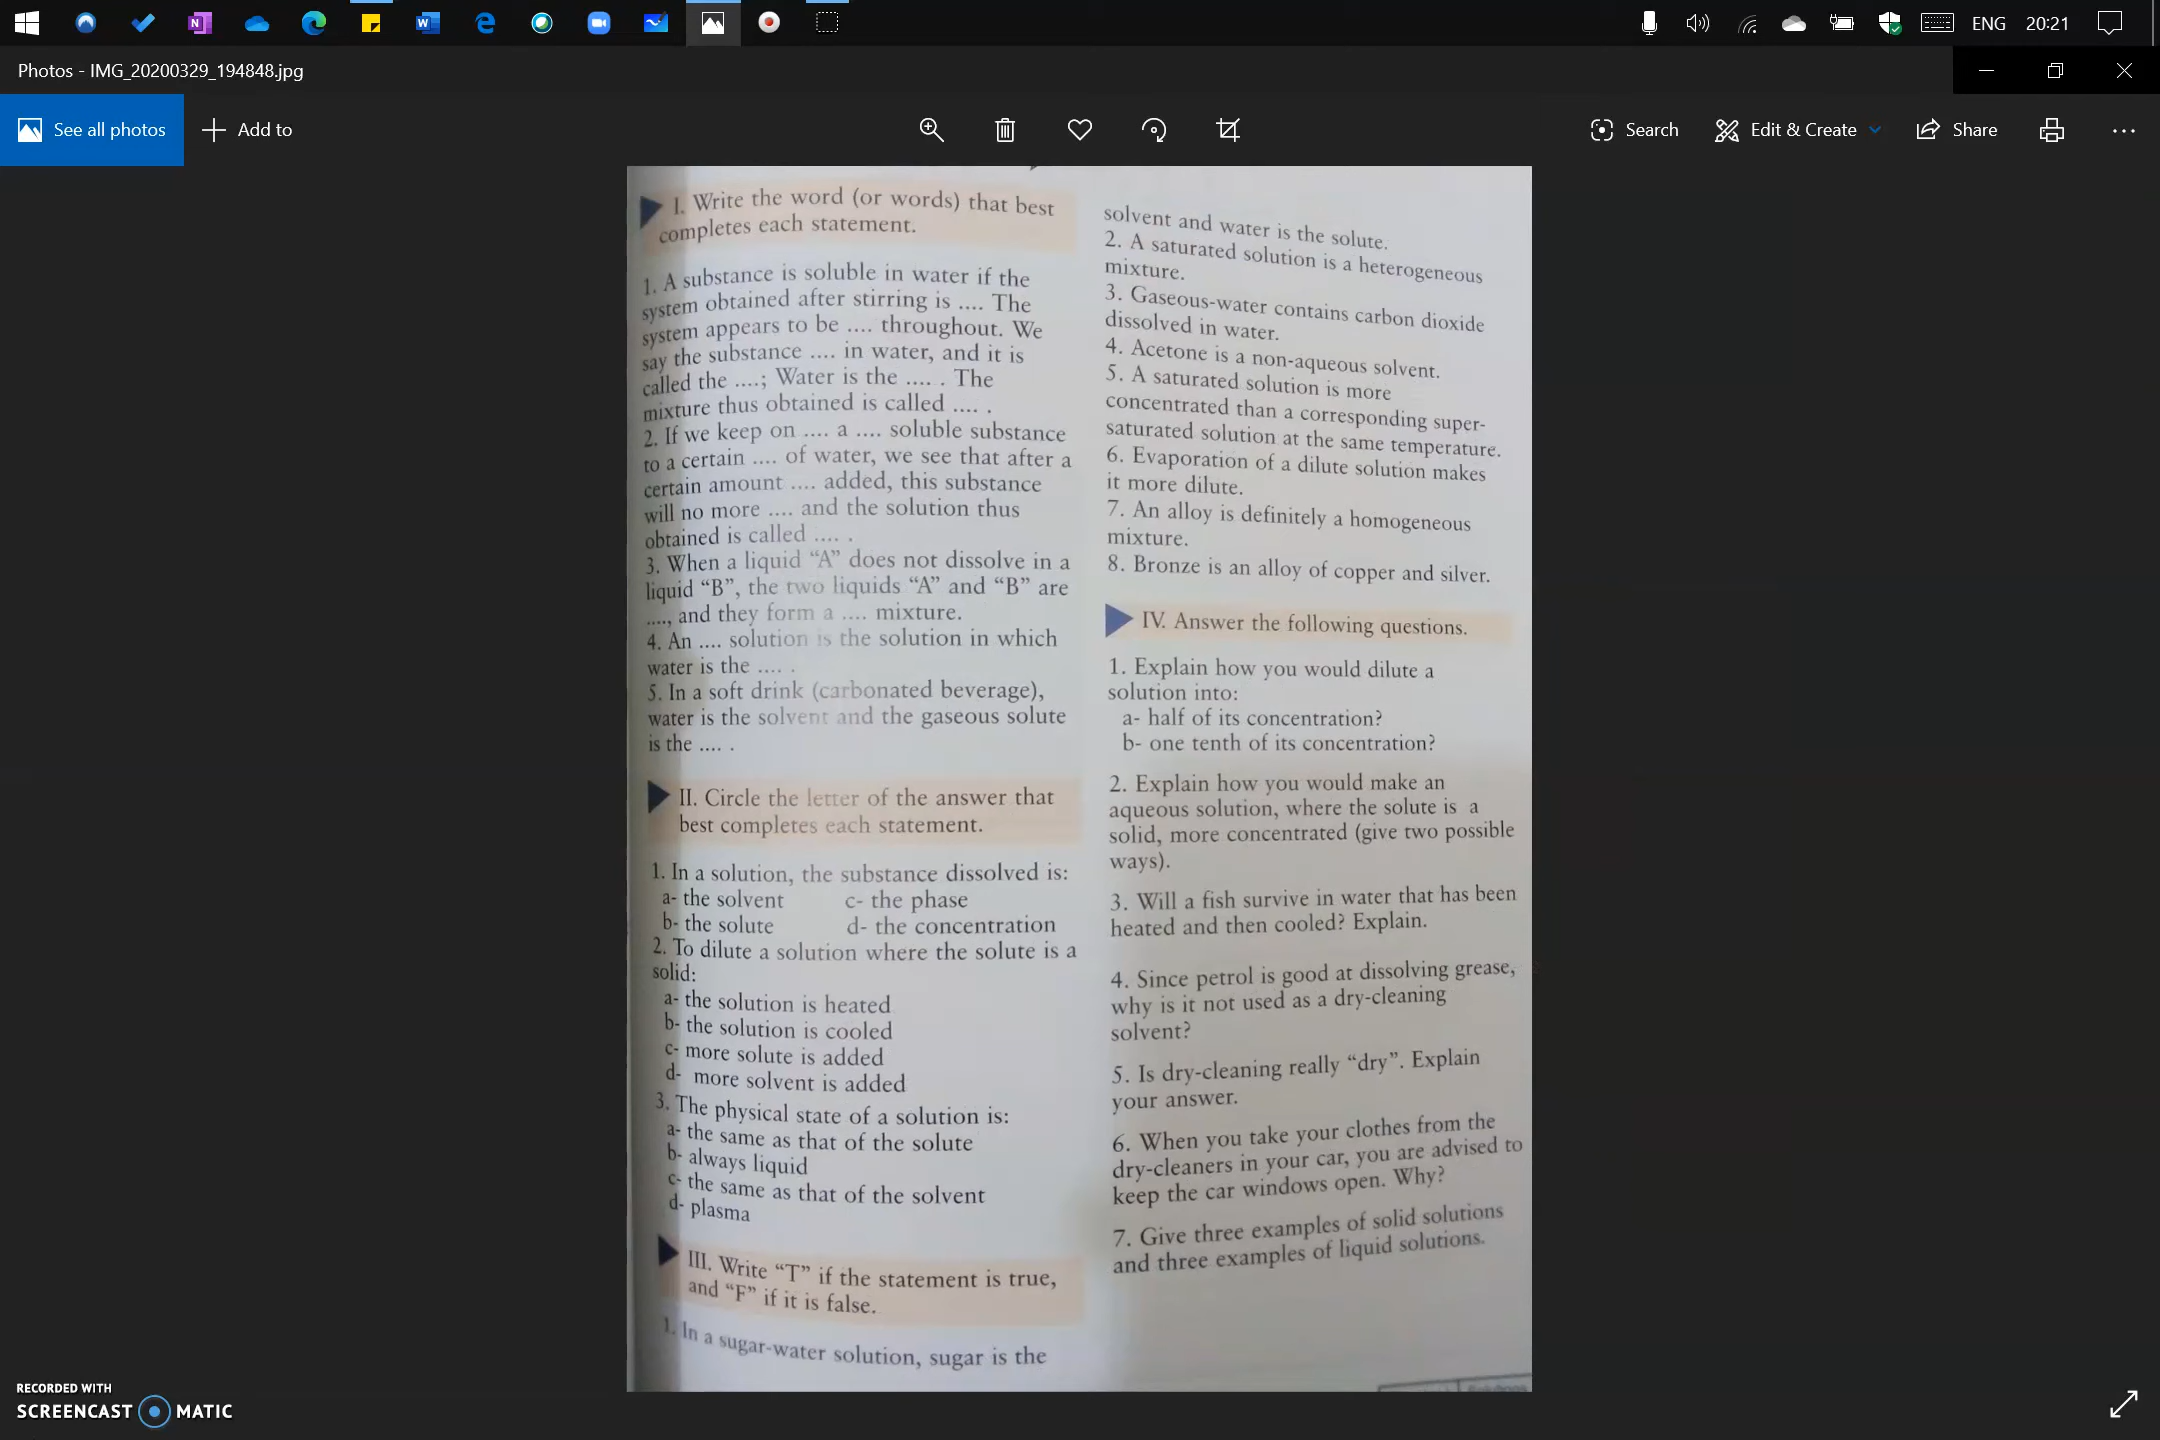 ENG
20:21
Photos - IMG_20200329_194848.jpg
See all photos
Add to
Search
Edit & Create
Share
I. Write the word (or words) that best
completes each statement.
1. A substance is soluble in water if the
system obtained after stirring is .... The
system appears to be .... throughout. We
say the substance .... in water, and it is
called the ....; Water is the .... . The
mixture thus obtained is called .... .
2. If we keep on .... a .... soluble substance
to a certain .... of water, we see that after a
certain amount .... added, this substance
will no more .... and the solution thus
obtained is called .... .
3. When a liquid “A” does not dissolve in a
liquid “B”, the two liquids “A” and “B” are
...., and they form a .... mixture.
4. An .... solution is the solution in which
water is the .... .
5. In a soft drink (carbonated beverage),
water is the solvent and the gaseous solute
is the .... .
II. Circle the letter of the answer that
best completes each statement.
1. In a solution, the substance dissolved is:
a- the solvent c- the phase
b- the solute d- the concentration
2. To dilute a solution where the solute is a
solid:
a- the solution is heated
b- the solution is cooled
c- more solute is added
d- more solvent is added
3. The physical state of a solution is:
a- the same as that of the solute
b- always liquid
c- the same as that of the solvent
d- plasma
III. Write “T” if the statement is true,
and “F” if it is false.
1. In a sugar-water solution, sugar is the
solvent and water is the solute.
2. A saturated solution is a heterogeneous
mixture.
3. Gaseous-water contains carbon dioxide
dissolved in water.
4. Acetone is a non-aqueous solvent.
5. A saturated solution is more
concentrated than a corresponding super-
saturated solution at the same temperature.
6. Evaporation of a dilute solution makes
it more dilute.
7. An alloy is definitely a homogeneous
mixture.
8. Bronze is an alloy of copper and silver.
IV. Answer the following questions.
1. Explain how you would dilute a
solution into:
a- half of its concentration?
b- one tenth of its concentration?
2. Explain how you would make an
aqueous solution, where the solute is a
solid, more concentrated (give two possible
ways).
3. Will a fish survive in water that has been
heated and then cooled? Explain.
4. Since petrol is good at dissolving grease,
why is it not used as a dry-cleaning
solvent?
5. Is dry-cleaning really “dry”. Explain
your answer.
6. When you take your clothes from the
dry-cleaners in your car, you are advised to
keep the car windows open. Why?
7. Give three examples of solid solutions
and three examples of liquid solutions.
RECORDED WITH
SCREENCAST MATIC